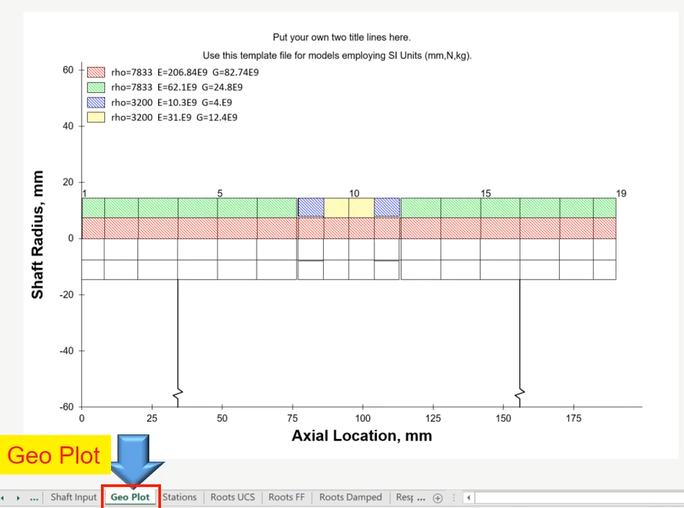 Put your own two title lines here.
Use this template file for models employing SI Units (mm,N,kg).
60
rho=7833 E=206.84E9 G=82.74E9
rho=7833 E=62.1E9 G=24.8E9
rho=3200 E=10.3E9 G=4.E9
rho=3200 E=31.E9 G=12.4E9
40
20
1 5 10 15 19
0
-20
-40
-60
Shaft Radius, mm
0 25 50 75 100 125 150 175
Axial Location, mm
Geo Plot
... Shaft Input Geo Plot Stations Roots UCS Roots FF Roots Damped Resp ...